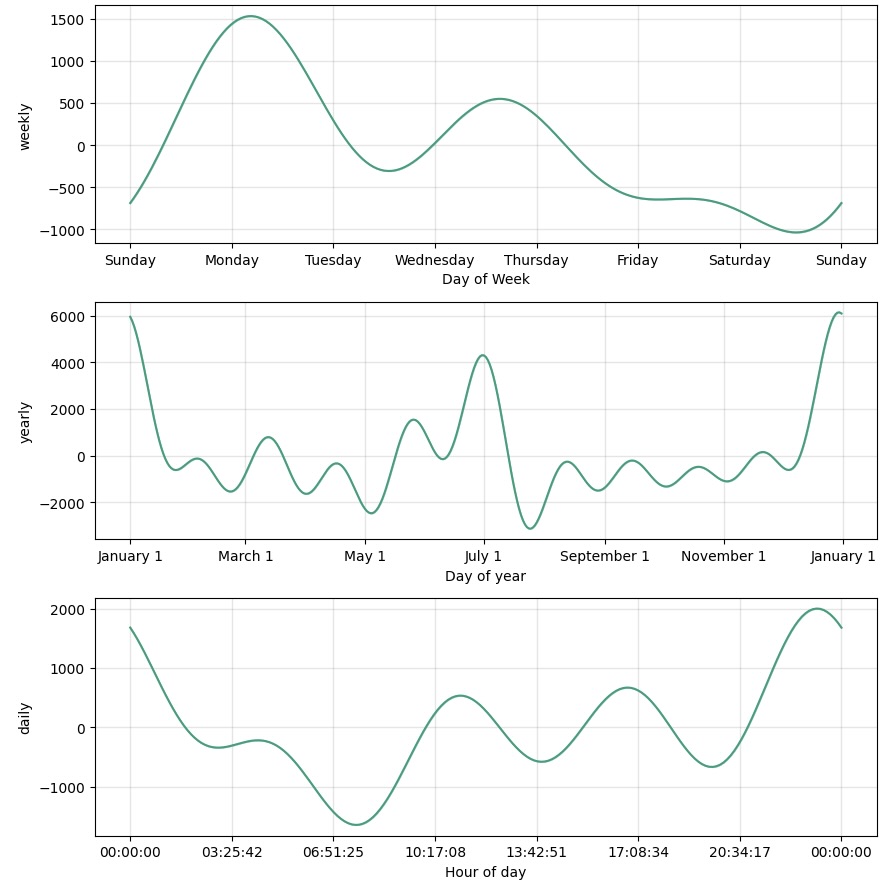 1500
1000
500
0
−500
−1000
weekly
Sunday Monday Tuesday Wednesday Thursday Friday Saturday Sunday
Day of Week
6000
4000
2000
0
−2000
yearly
January 1 March 1 May 1 July 1 September 1 November 1 January 1
Day of year
2000
1000
0
−1000
daily
00:00:00 03:25:42 06:51:25 10:17:08 13:42:51 17:08:34 20:34:17 00:00:00
Hour of day